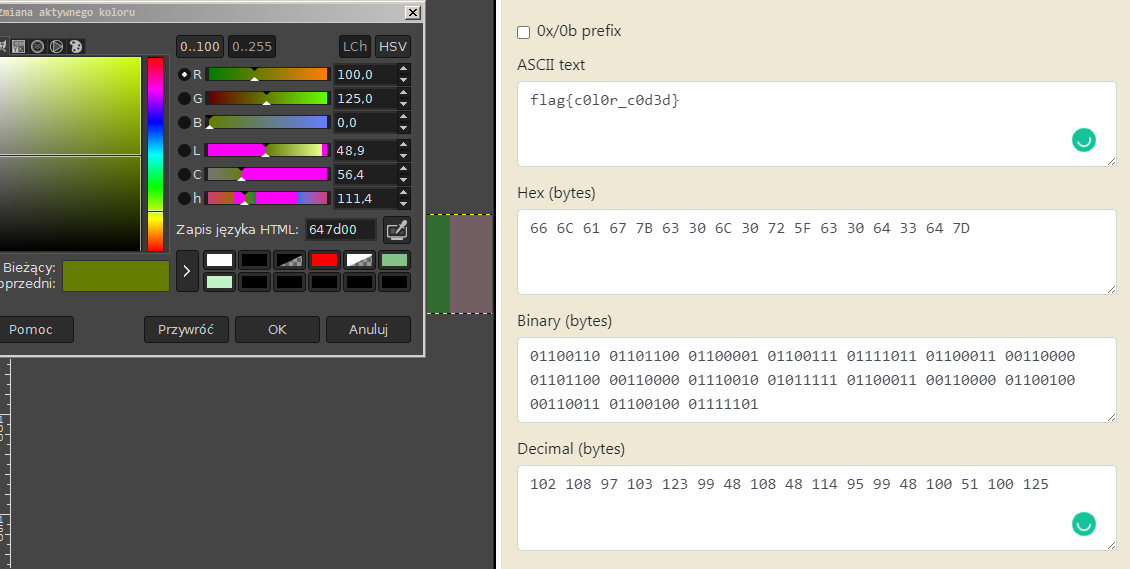 Zmiana aktywnego koloru
0..100
0..255
LCh
HSV
R 100,0
G 125,0
B 0,0
L 48,9
C 56,4
h 111,4
Zapis języka HTML: 647d00
Bieżący:
oprzedni:
Pomoc
Przywróć
OK
Anuluj
0x/0b prefix
ASCII text
flag{c0l0r_c0d3d}
Hex (bytes)
66 6C 61 67 7B 63 30 6C 30 72 5F 63 30 64 33 64 7D
Binary (bytes)
01100110 01101100 01100001 01100111 01111011 01100011 00110000
01101100 00110000 01110010 01011111 01100011 00110000 01100100
00110011 01100100 01111101
Decimal (bytes)
102 108 97 103 123 99 48 108 48 114 95 99 48 100 51 100 125